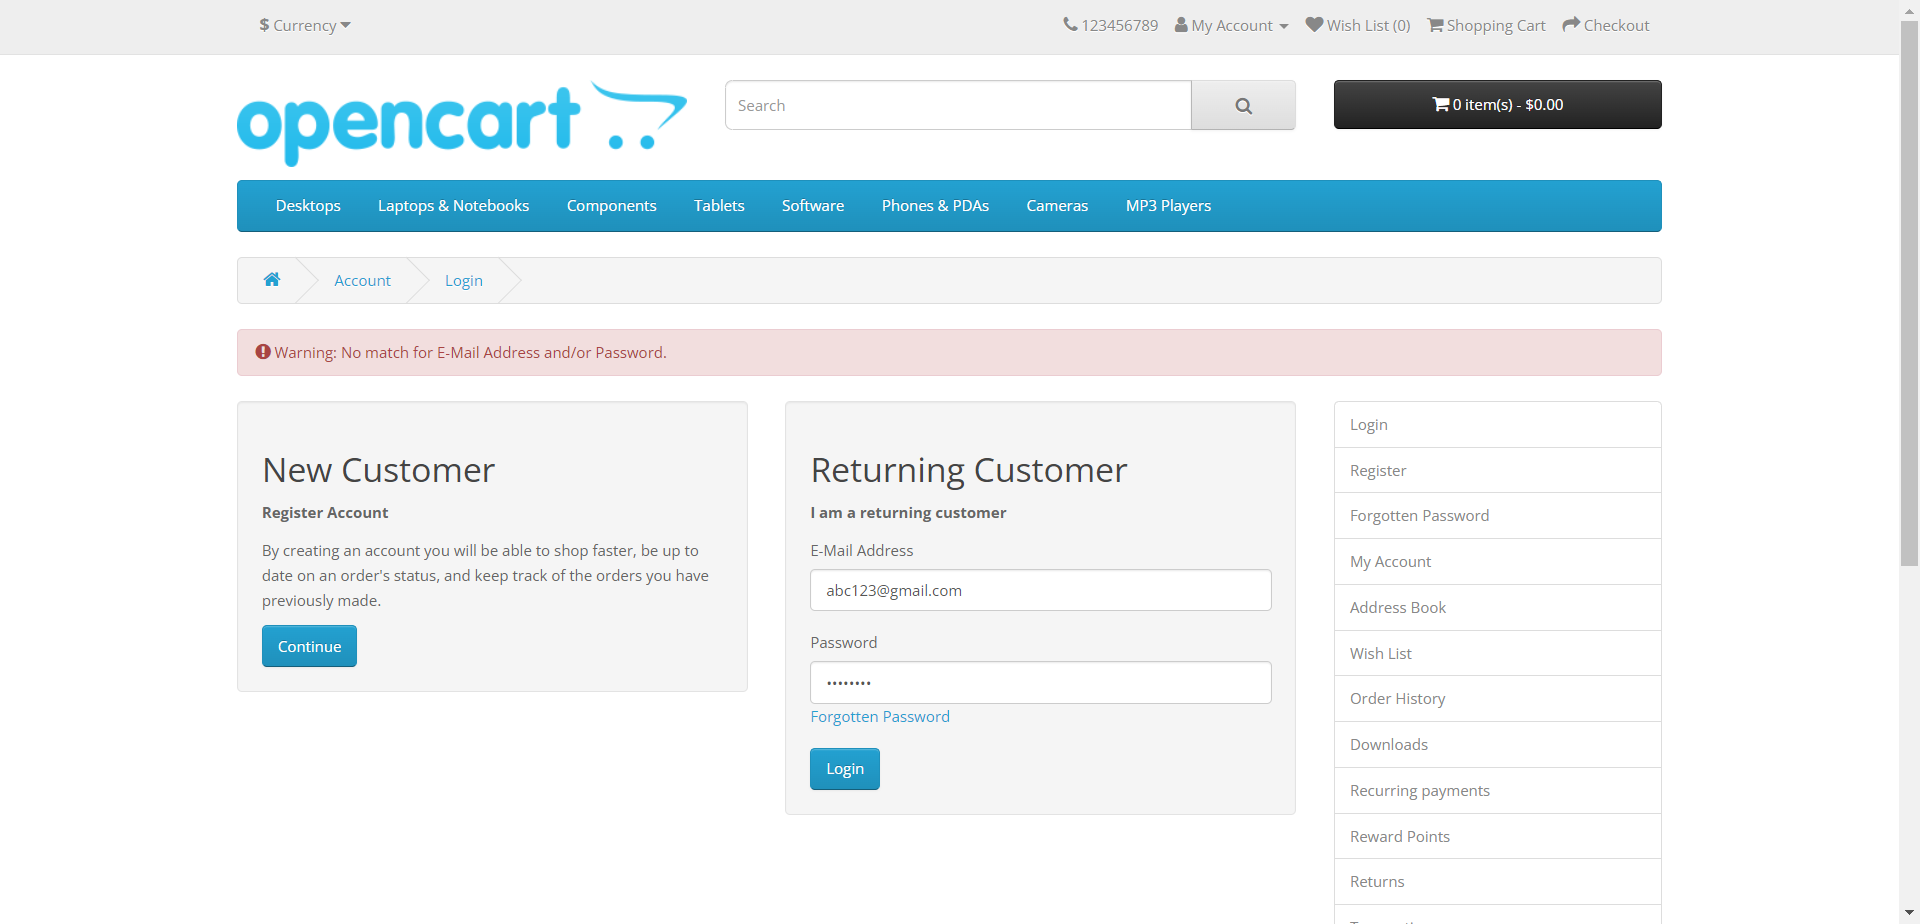 $ Currency
123456789 My Account Wish List (0) Shopping Cart Checkout
opencart
Search
0 item(s) - $0.00
Desktops Laptops & Notebooks Components Tablets Software Phones & PDAs Cameras MP3 Players
Account Login
Warning: No match for E-Mail Address and/or Password.
New Customer
Register Account
By creating an account you will be able to shop faster, be up to
date on an order's status, and keep track of the orders you have
previously made.
Continue
Returning Customer
I am a returning customer
E-Mail Address
abc123@gmail.com
Password
••••••••
Forgotten Password
Login
Login
Register
Forgotten Password
My Account
Address Book
Wish List
Order History
Downloads
Recurring payments
Reward Points
Returns